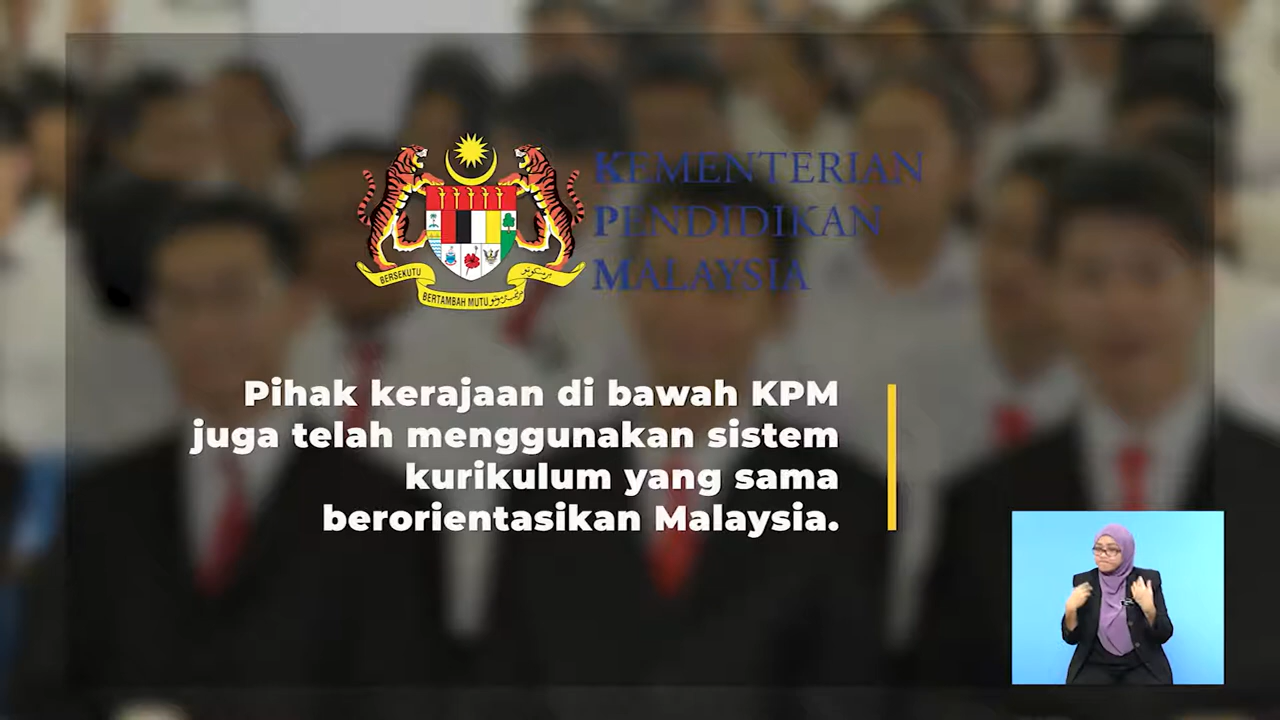 KEMENTERIAN
PENDIDIKAN
MALAYSIA
BERSEKUTU
BERTAMBAH MUTU
Pihak kerajaan di bawah KPM
juga telah menggunakan sistem
kurikulum yang sama
berorientasikan Malaysia.